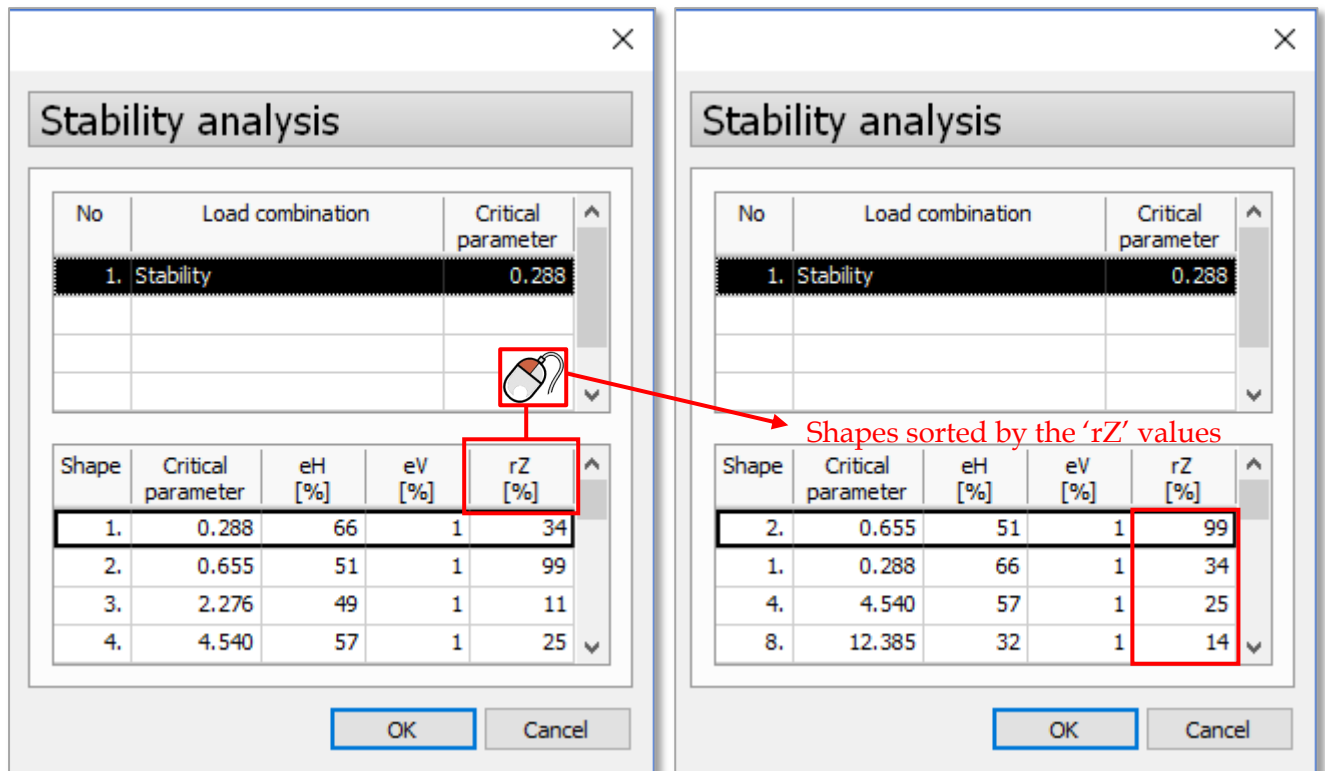 Stability analysis
No Load combination Critical parameter
1. Stability 0.288
Shape Critical parameter eH [%] eV [%] rZ [%]
1. 0.288 66 1 34
2. 0.655 51 1 99
3. 2.276 49 1 11
4. 4.540 57 1 25
OK Cancel
Stability analysis
No Load combination Critical parameter
1. Stability 0.288
Shapes sorted by the ‘rZ’ values
Shape Critical parameter eH [%] eV [%] rZ [%]
2. 0.655 51 1 99
1. 0.288 66 1 34
4. 4.540 57 1 25
8. 12.385 32 1 14
OK Cancel